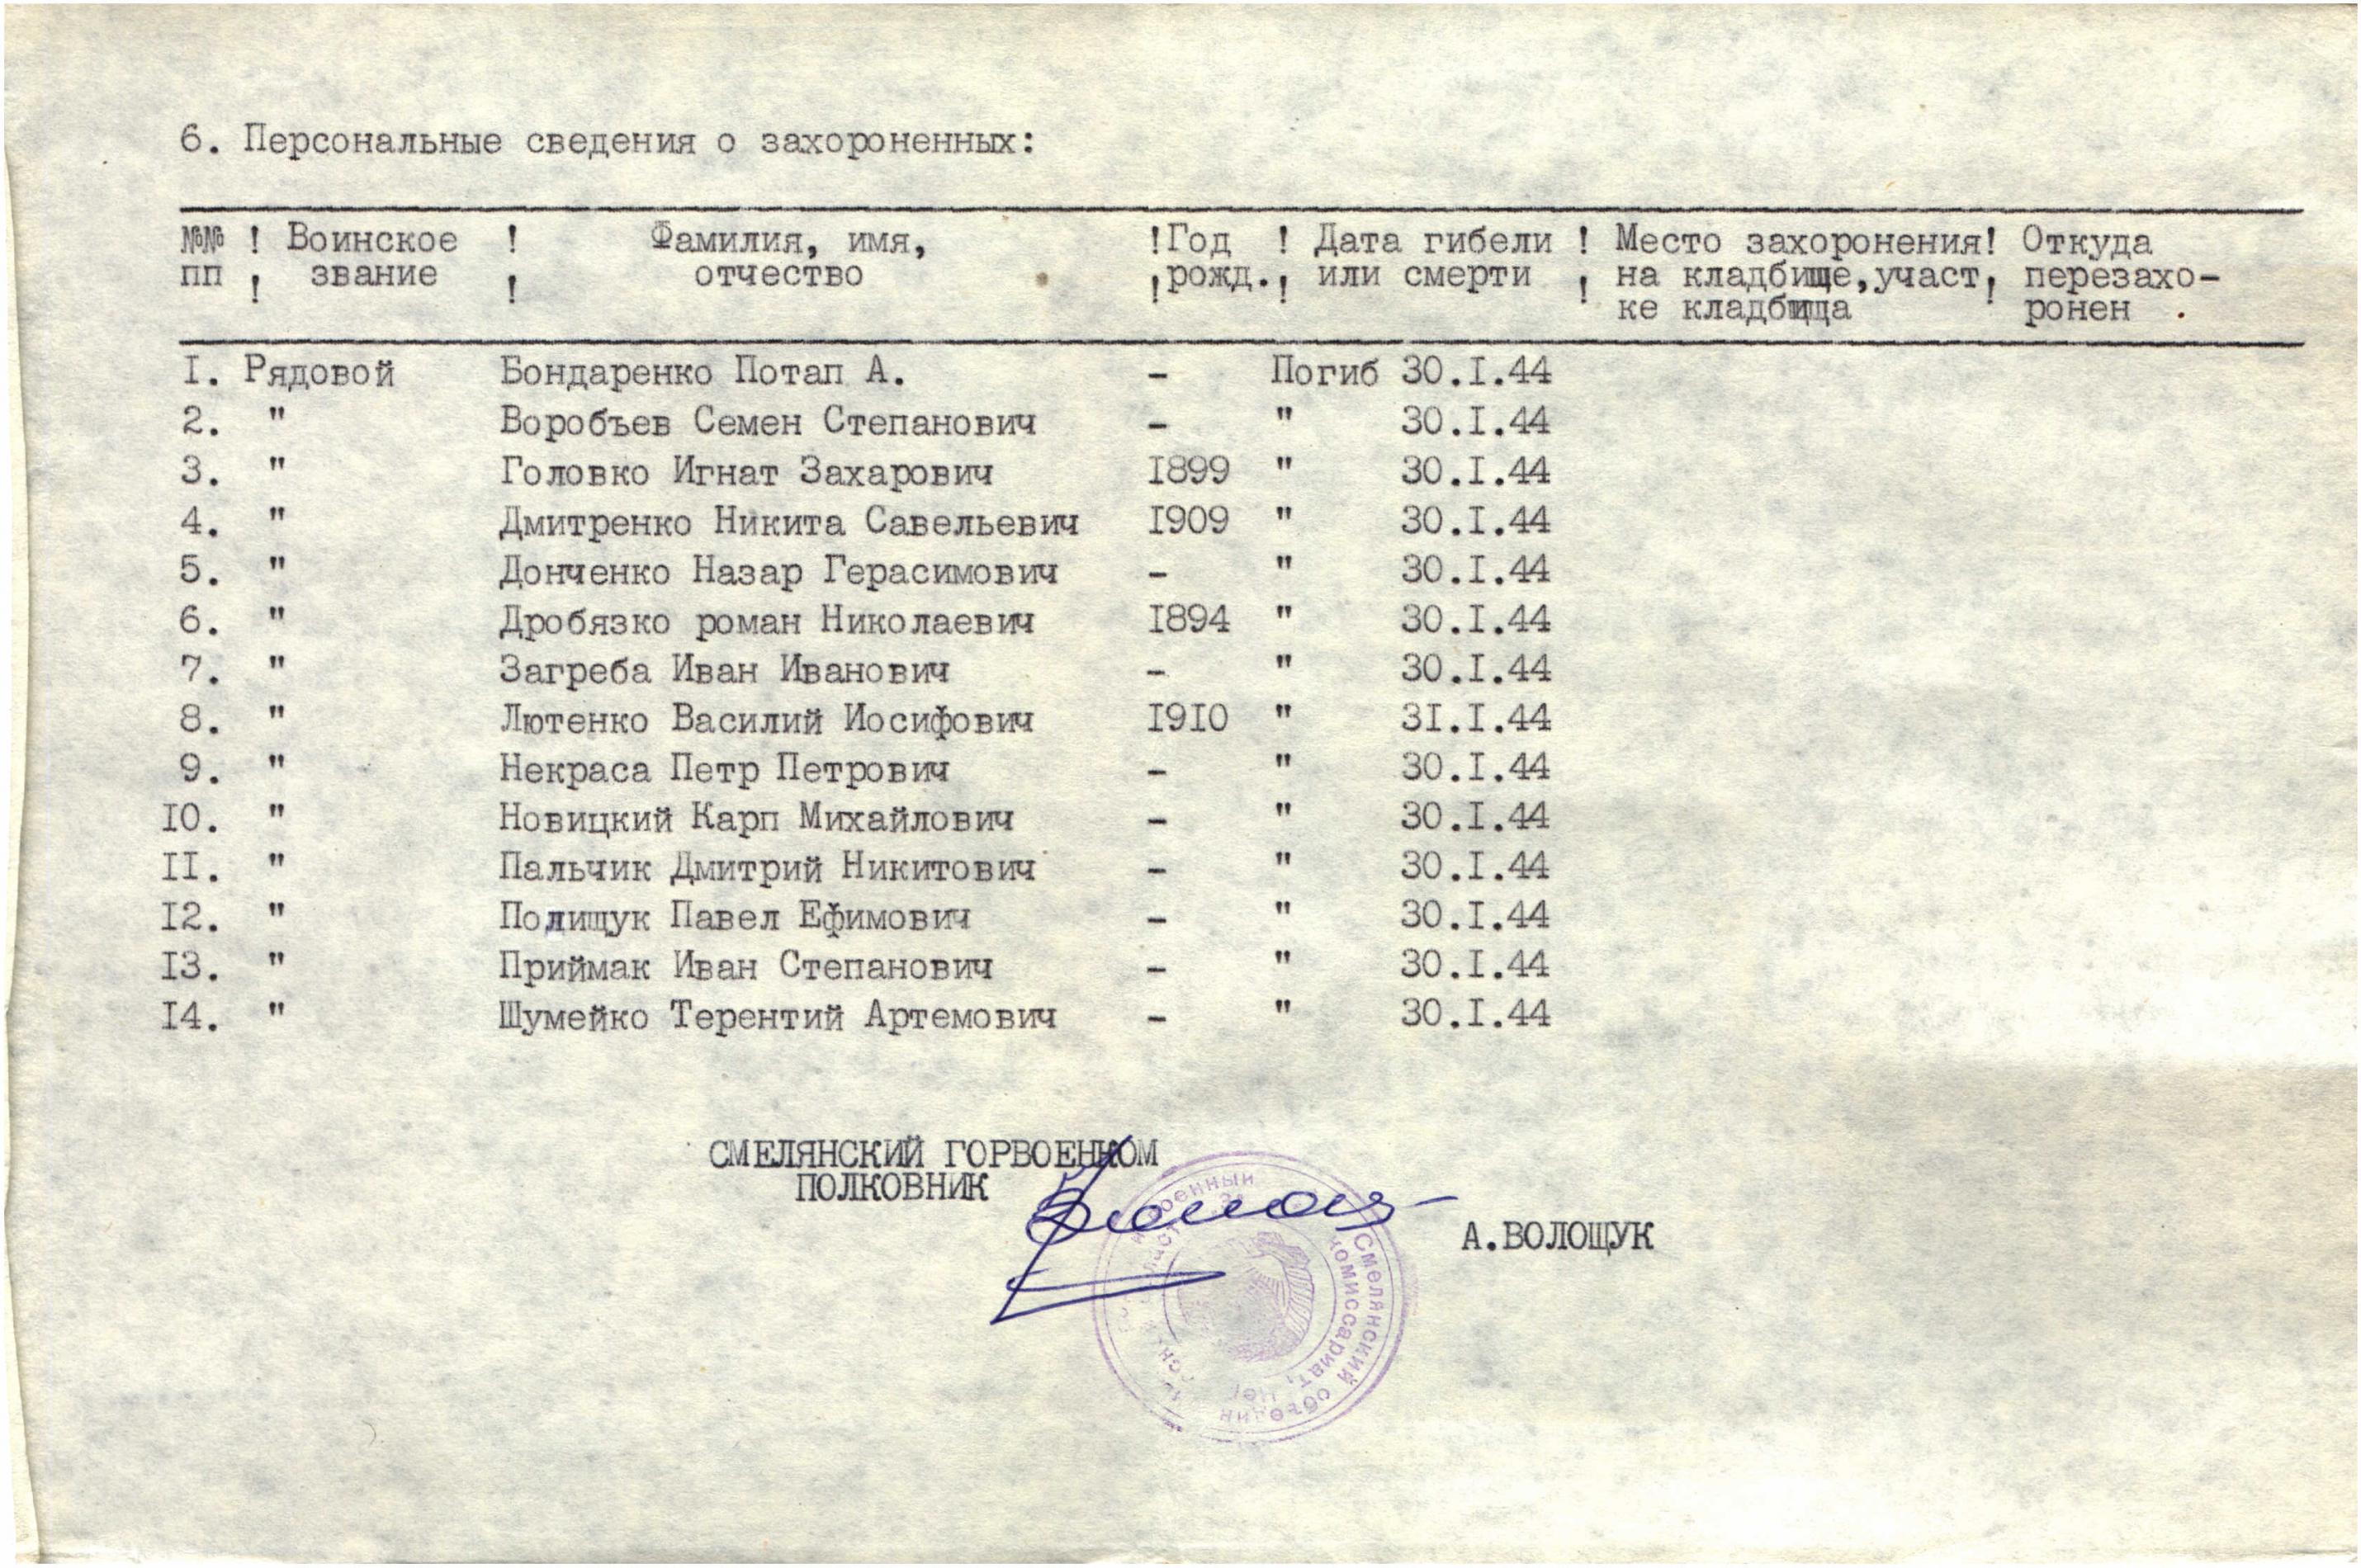 6. Персональные сведения о захороненных:
№№ ! Воинское ! Фамилия, имя, !Год ! Дата гибели ! Место захоронения! Откуда
пп ! звание ! отчество !рожд.! или смерти ! на кладбище,участ! перезахо-
ке кладбища ронен .
I. Рядовой Бондаренко Потап А. - Погиб 30.I.44
2. " Воробъев Семен Степанович - " 30.I.44
3. " Головко Игнат Захарович I899 " 30.I.44
4. " Дмитренко Никита Савельевич I909 " 30.I.44
5. " Донченко Назар Герасимович - " 30.I.44
6. " Дробязко роман Николаевич I894 " 30.I.44
7. " Загреба Иван Иванович - " 30.I.44
8. " Лютенко Василий Иосифович I9I0 " 3I.I.44
9. " Некраса Петр Петрович - " 30.I.44
I0. " Новицкий Карп Михайлович - " 30.I.44
II. " Пальчик Дмитрий Никитович - " 30.I.44
I2. " Полищук Павел Ефимович - " 30.I.44
I3. " Приймак Иван Степанович - " 30.I.44
I4. " Шумейко Терентий Артемович - " 30.I.44
СМЕЛЯНСКИЙ ГОРВОЕНКОМ
ПОЛКОВНИК
А.ВОЛОЩУК
Смелянский
комиссариат